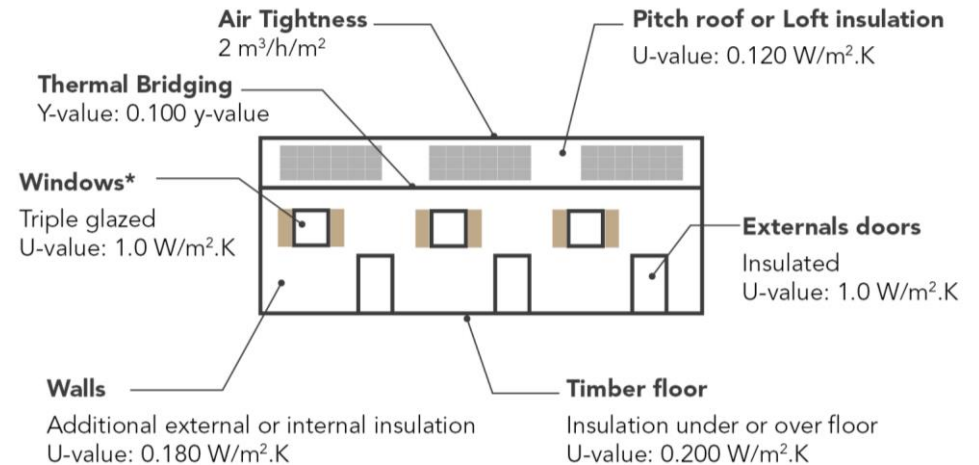 Air Tightness
2 m³/h/m²
Pitch roof or Loft insulation
U-value: 0.120 W/m².K
Thermal Bridging
Y-value: 0.100 y-value
Windows*
Triple glazed
U-value: 1.0 W/m².K
Externals doors
Insulated
U-value: 1.0 W/m².K
Walls
Additional external or internal insulation
U-value: 0.180 W/m².K
Timber floor
Insulation under or over floor
U-value: 0.200 W/m².K